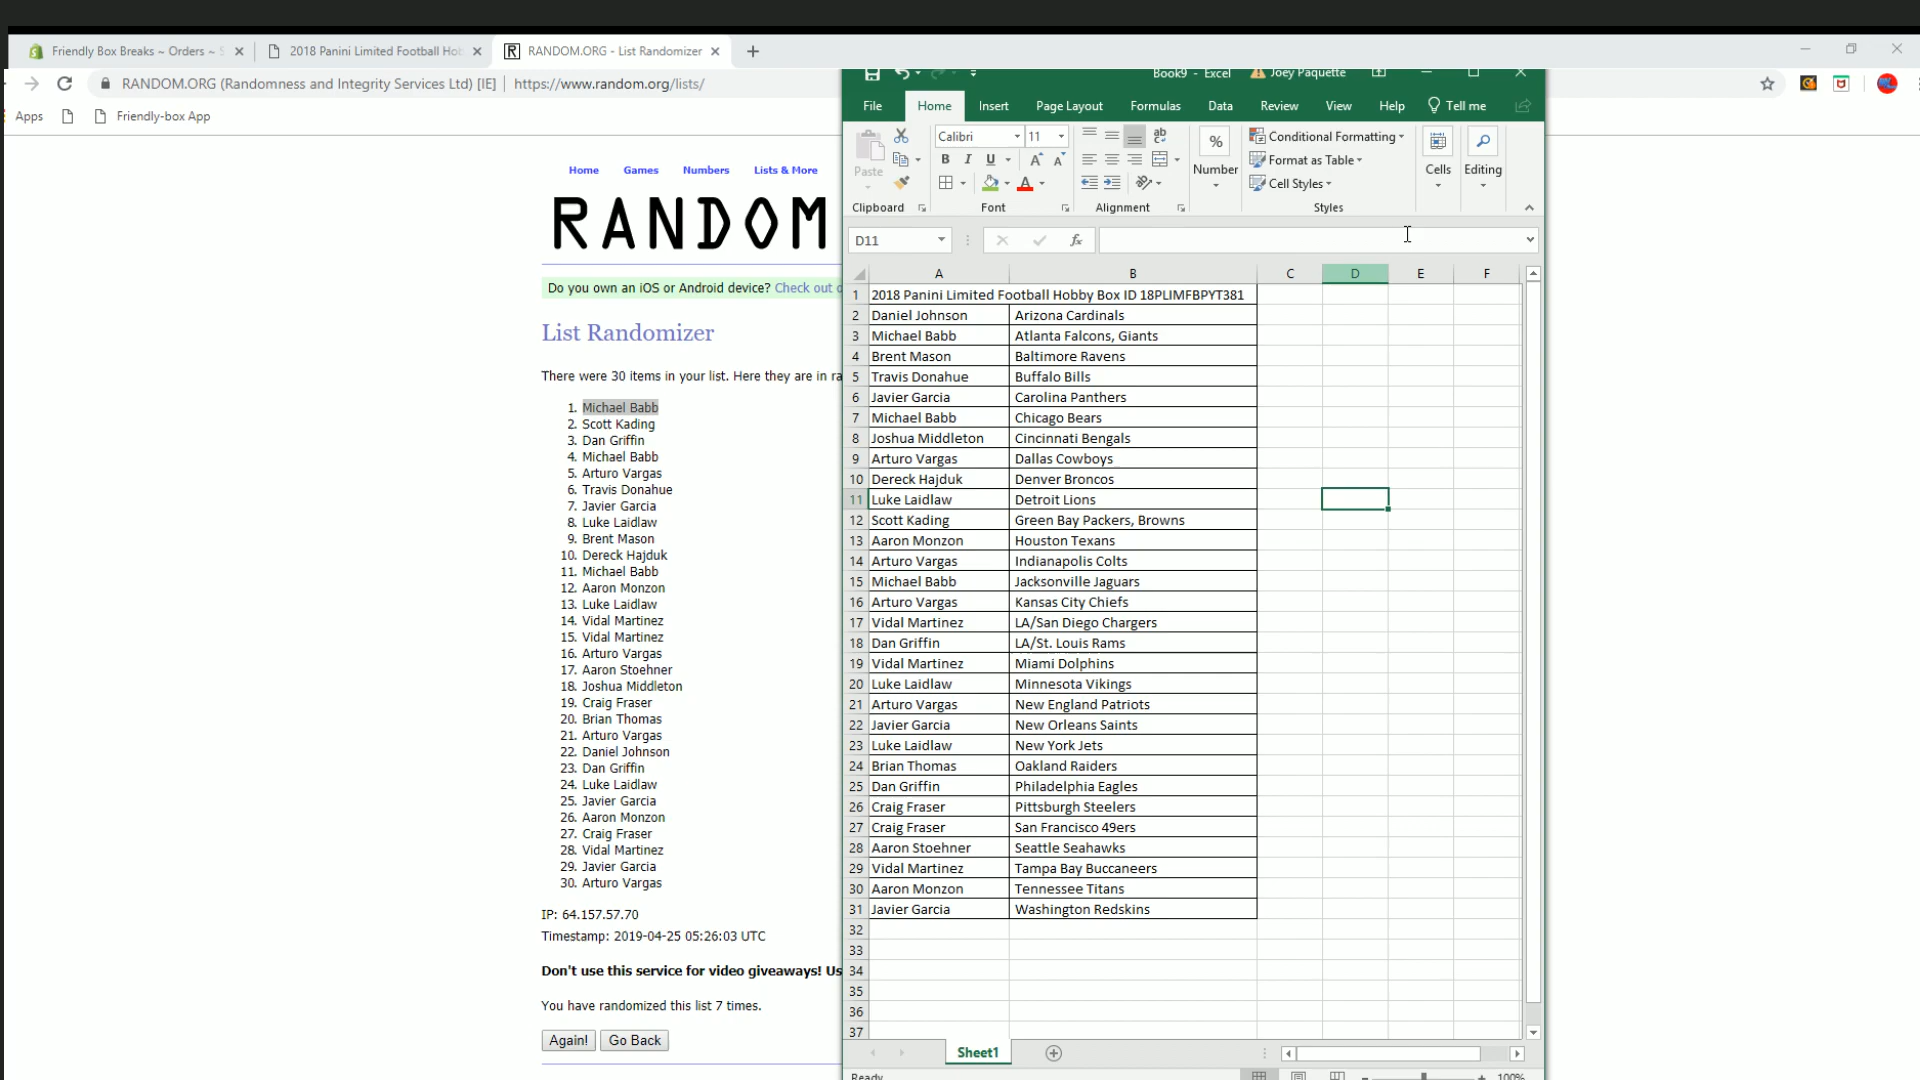 Friendly Box Breaks ~ Orders ~ S
2018 Panini Limited Football Hob
RANDOM.ORG - List Randomizer
RANDOM.ORG (Randomness and Integrity Services Ltd) [IE] | https://www.random.org/lists/
Apps
Friendly-box App
Home Games Numbers Lists & More
RANDOM
Do you own an iOS or Android device? Check out o
List Randomizer
There were 30 items in your list. Here they are in ra
1. Michael Babb
2. Scott Kading
3. Dan Griffin
4. Michael Babb
5. Arturo Vargas
6. Travis Donahue
7. Javier Garcia
8. Luke Laidlaw
9. Brent Mason
10. Dereck Hajduk
11. Michael Babb
12. Aaron Monzon
13. Luke Laidlaw
14. Vidal Martinez
15. Vidal Martinez
16. Arturo Vargas
17. Aaron Stoehner
18. Joshua Middleton
19. Craig Fraser
20. Brian Thomas
21. Arturo Vargas
22. Daniel Johnson
23. Dan Griffin
24. Luke Laidlaw
25. Javier Garcia
26. Aaron Monzon
27. Craig Fraser
28. Vidal Martinez
29. Javier Garcia
30. Arturo Vargas
IP: 64.157.57.70
Timestamp: 2019-04-25 05:26:03 UTC
Don't use this service for video giveaways! Us
You have randomized this list 7 times.
Again! Go Back
Book9 - Excel Joey Paquette
File Home Insert Page Layout Formulas Data Review View Help Tell me
Calibri 11
Paste
B I U
Number
Conditional Formatting
Format as Table
Cell Styles
Cells
Editing
Clipboard Font Alignment Styles
D11 fx
A B C D E F
1 2018 Panini Limited Football Hobby Box ID 18PLIMFBPYT381
2 Daniel Johnson Arizona Cardinals
3 Michael Babb Atlanta Falcons, Giants
4 Brent Mason Baltimore Ravens
5 Travis Donahue Buffalo Bills
6 Javier Garcia Carolina Panthers
7 Michael Babb Chicago Bears
8 Joshua Middleton Cincinnati Bengals
9 Arturo Vargas Dallas Cowboys
10 Dereck Hajduk Denver Broncos
11 Luke Laidlaw Detroit Lions
12 Scott Kading Green Bay Packers, Browns
13 Aaron Monzon Houston Texans
14 Arturo Vargas Indianapolis Colts
15 Michael Babb Jacksonville Jaguars
16 Arturo Vargas Kansas City Chiefs
17 Vidal Martinez LA/San Diego Chargers
18 Dan Griffin LA/St. Louis Rams
19 Vidal Martinez Miami Dolphins
20 Luke Laidlaw Minnesota Vikings
21 Arturo Vargas New England Patriots
22 Javier Garcia New Orleans Saints
23 Luke Laidlaw New York Jets
24 Brian Thomas Oakland Raiders
25 Dan Griffin Philadelphia Eagles
26 Craig Fraser Pittsburgh Steelers
27 Craig Fraser San Francisco 49ers
28 Aaron Stoehner Seattle Seahawks
29 Vidal Martinez Tampa Bay Buccaneers
30 Aaron Monzon Tennessee Titans
31 Javier Garcia Washington Redskins
32
33
34
35
36
37
Sheet1
Ready 100%